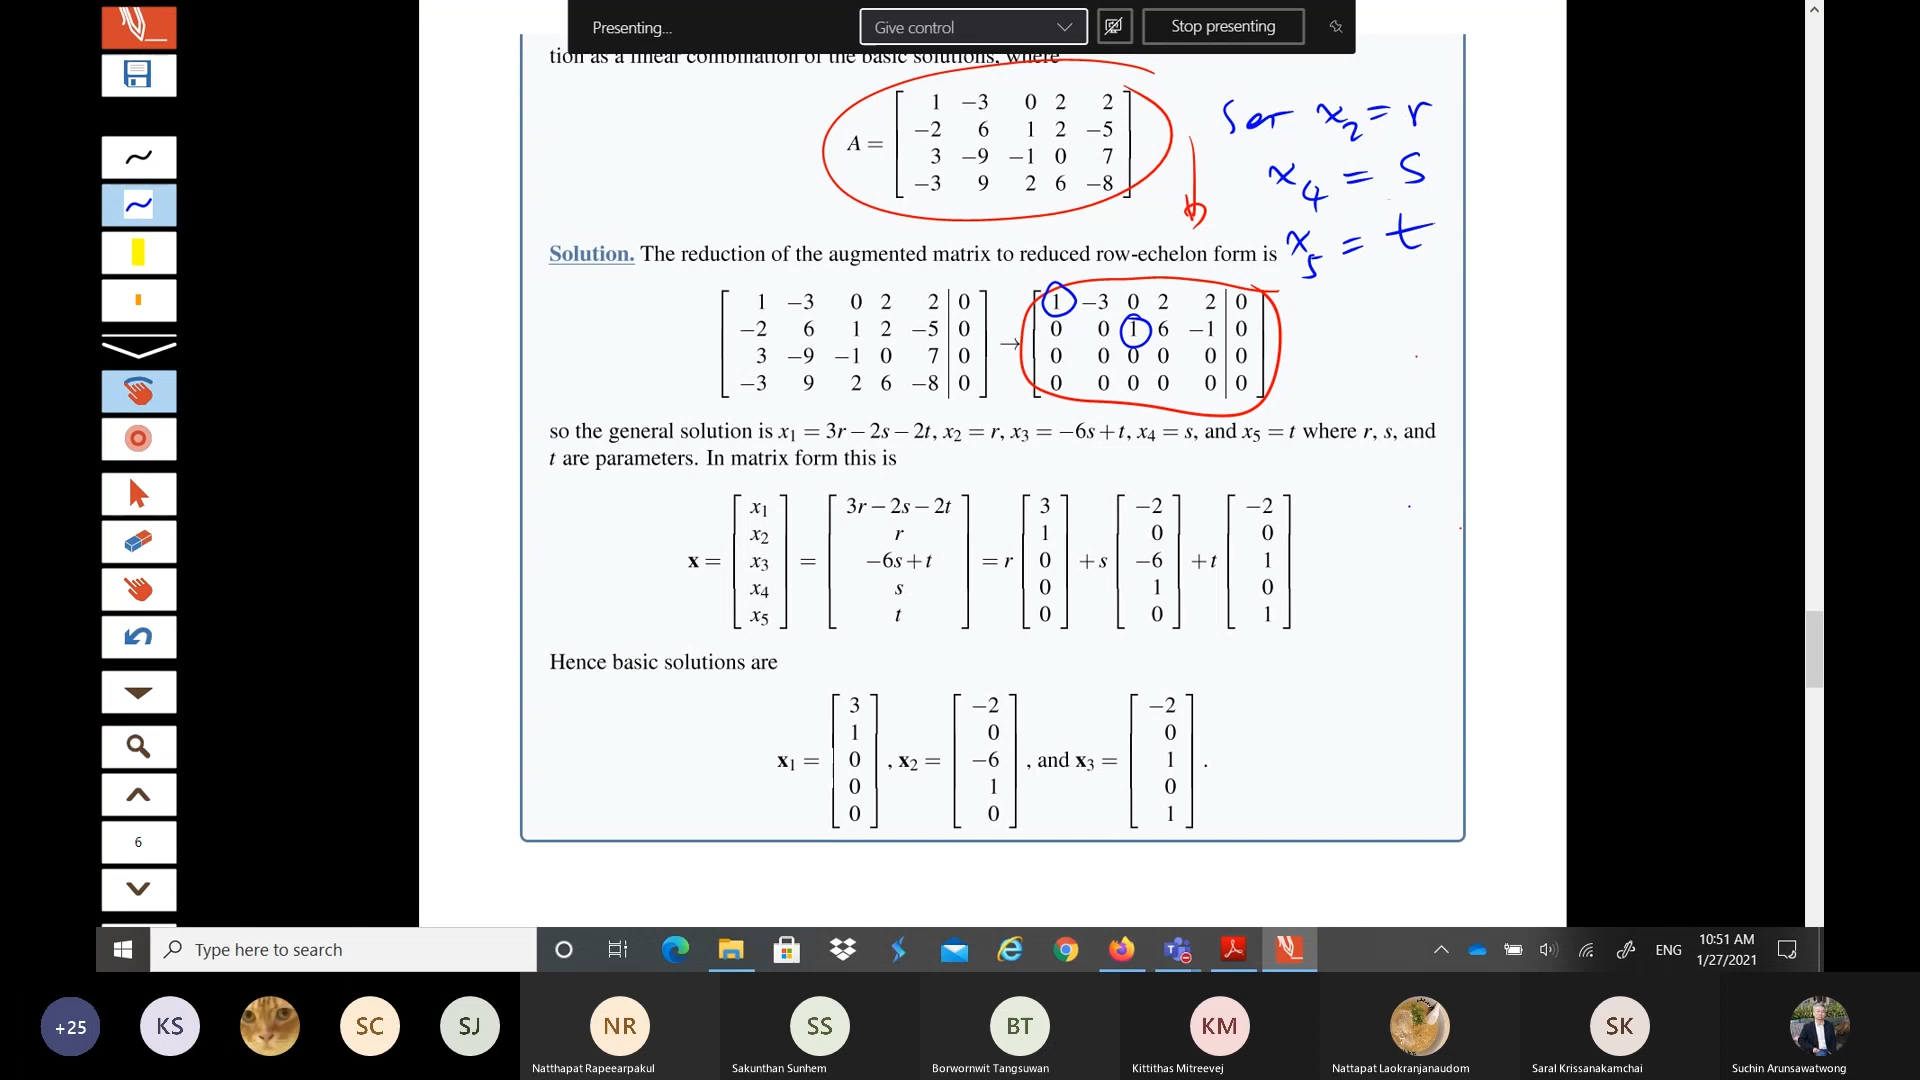 Presenting...
Give control
Stop presenting
tion as a linear combination of the basic solutions, where
A = [ 1 −3 0 2 2
−2 6 1 2 −5
3 −9 −1 0 7
−3 9 2 6 −8 ]
Set x₂ = r
x₄ = s
x₅ = t
Solution. The reduction of the augmented matrix to reduced row-echelon form is
[ 1 −3 0 2 2 | 0 ] → [ 1 −3 0 2 2 | 0 ]
[ −2 6 1 2 −5 | 0 ] [ 0 0 1 6 −1 | 0 ]
[ 3 −9 −1 0 7 | 0 ] [ 0 0 0 0 0 | 0 ]
[ −3 9 2 6 −8 | 0 ] [ 0 0 0 0 0 | 0 ]
so the general solution is x₁ = 3r − 2s − 2t, x₂ = r, x₃ = −6s + t, x₄ = s, and x₅ = t where r, s, and
t are parameters. In matrix form this is
[ x₁ ] [ 3r − 2s − 2t ] [ 3 ] [ −2 ] [ −2 ]
[ x₂ ] [ r ] [ 1 ] [ 0 ] [ 0 ]
x = [ x₃ ] = [ −6s + t ] = r [ 0 ] + s [ −6 ] + t [ 1 ]
[ x₄ ] [ s ] [ 0 ] [ 1 ] [ 0 ]
[ x₅ ] [ t ] [ 0 ] [ 0 ] [ 1 ]
Hence basic solutions are
[ 3 ] [ −2 ] [ −2 ]
[ 1 ] [ 0 ] [ 0 ]
x₁ = [ 0 ] , x₂ = [ −6 ] , and x₃ = [ 1 ] .
[ 0 ] [ 1 ] [ 0 ]
[ 0 ] [ 0 ] [ 1 ]
6
Type here to search
ENG
10:51 AM
1/27/2021
+25
KS
SC
SJ
NR
SS
BT
KM
SK
Natthapat Rapeearpakul
Sakunthan Sunhem
Borwornwit Tangsuwan
Kittithas Mitreevej
Nattapat Laokranjanaudom
Saral Krissanakamchai
Suchin Arunsawatwong